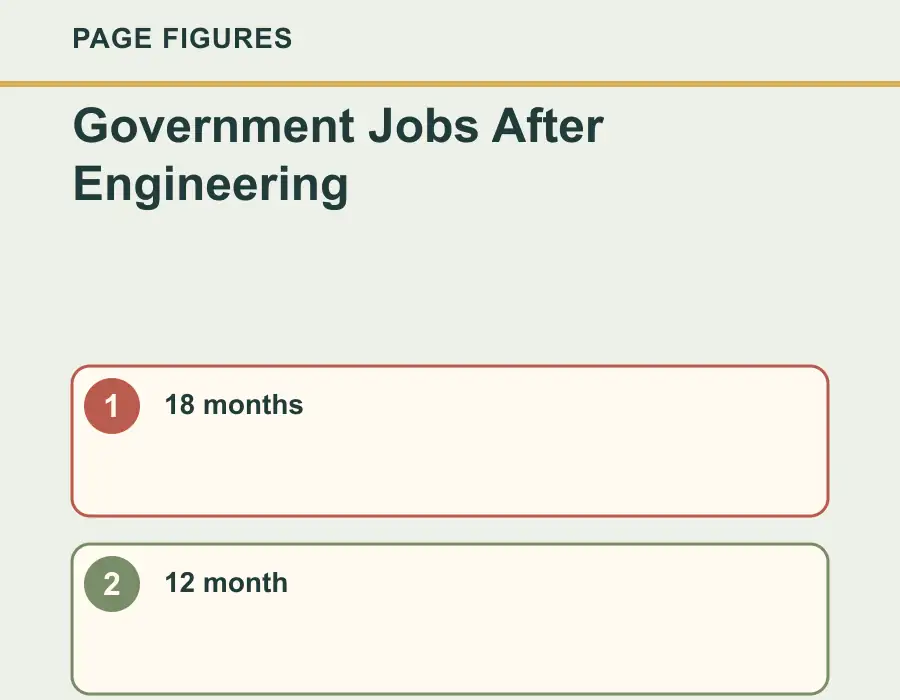 PAGE FIGURES
Government Jobs After
Engineering
1
18 months
2
12 month